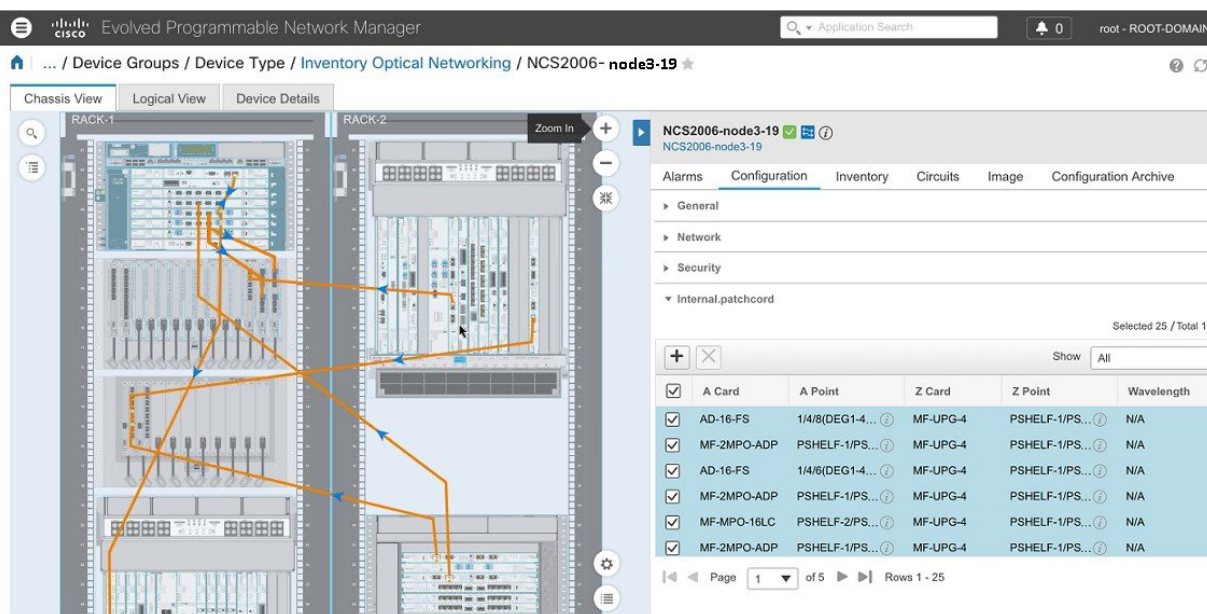 cisco Evolved Programmable Network Manager
Application Search
0
root - ROOT-DOMAIN
... / Device Groups / Device Type / Inventory Optical Networking / NCS2006- node3-19
Chassis View Logical View Device Details
RACK-1
RACK-2
Zoom In
NCS2006-node3-19
NCS2006-node3-19
Alarms Configuration Inventory Circuits Image Configuration Archive
General
Network
Security
Internal.patchcord
Selected 25 / Total 1
Show All
A Card A Point Z Card Z Point Wavelength
AD-16-FS 1/4/8(DEG1-4... MF-UPG-4 PSHELF-1/PS... N/A
MF-2MPO-ADP PSHELF-1/PS... MF-UPG-4 PSHELF-1/PS... N/A
AD-16-FS 1/4/6(DEG1-4... MF-UPG-4 PSHELF-1/PS... N/A
MF-2MPO-ADP PSHELF-1/PS... MF-UPG-4 PSHELF-1/PS... N/A
MF-MPO-16LC PSHELF-2/PS... MF-UPG-4 PSHELF-1/PS... N/A
MF-2MPO-ADP PSHELF-1/PS... MF-UPG-4 PSHELF-1/PS... N/A
Page 1 of 5 Rows 1 - 25